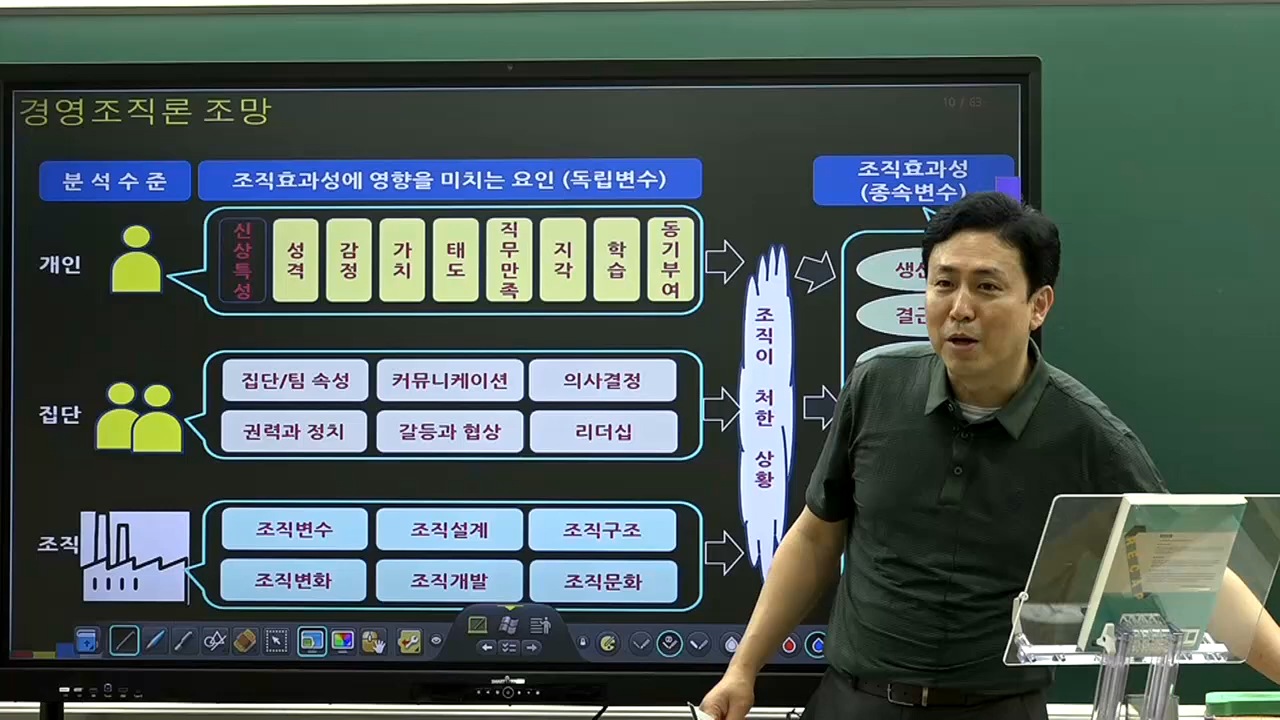 경영조직론 조망
10 / 63
분석수준
조직효과성에 영향을 미치는 요인 (독립변수)
조직효과성
(종속변수)
개인
신상특성
성격
감정
가치
태도
직무만족
지각
학습
동기부여
생산
결근
조직이 처한 상황
집단
집단/팀 속성
커뮤니케이션
의사결정
권력과 정치
갈등과 협상
리더십
조직
조직변수
조직설계
조직구조
조직변화
조직개발
조직문화